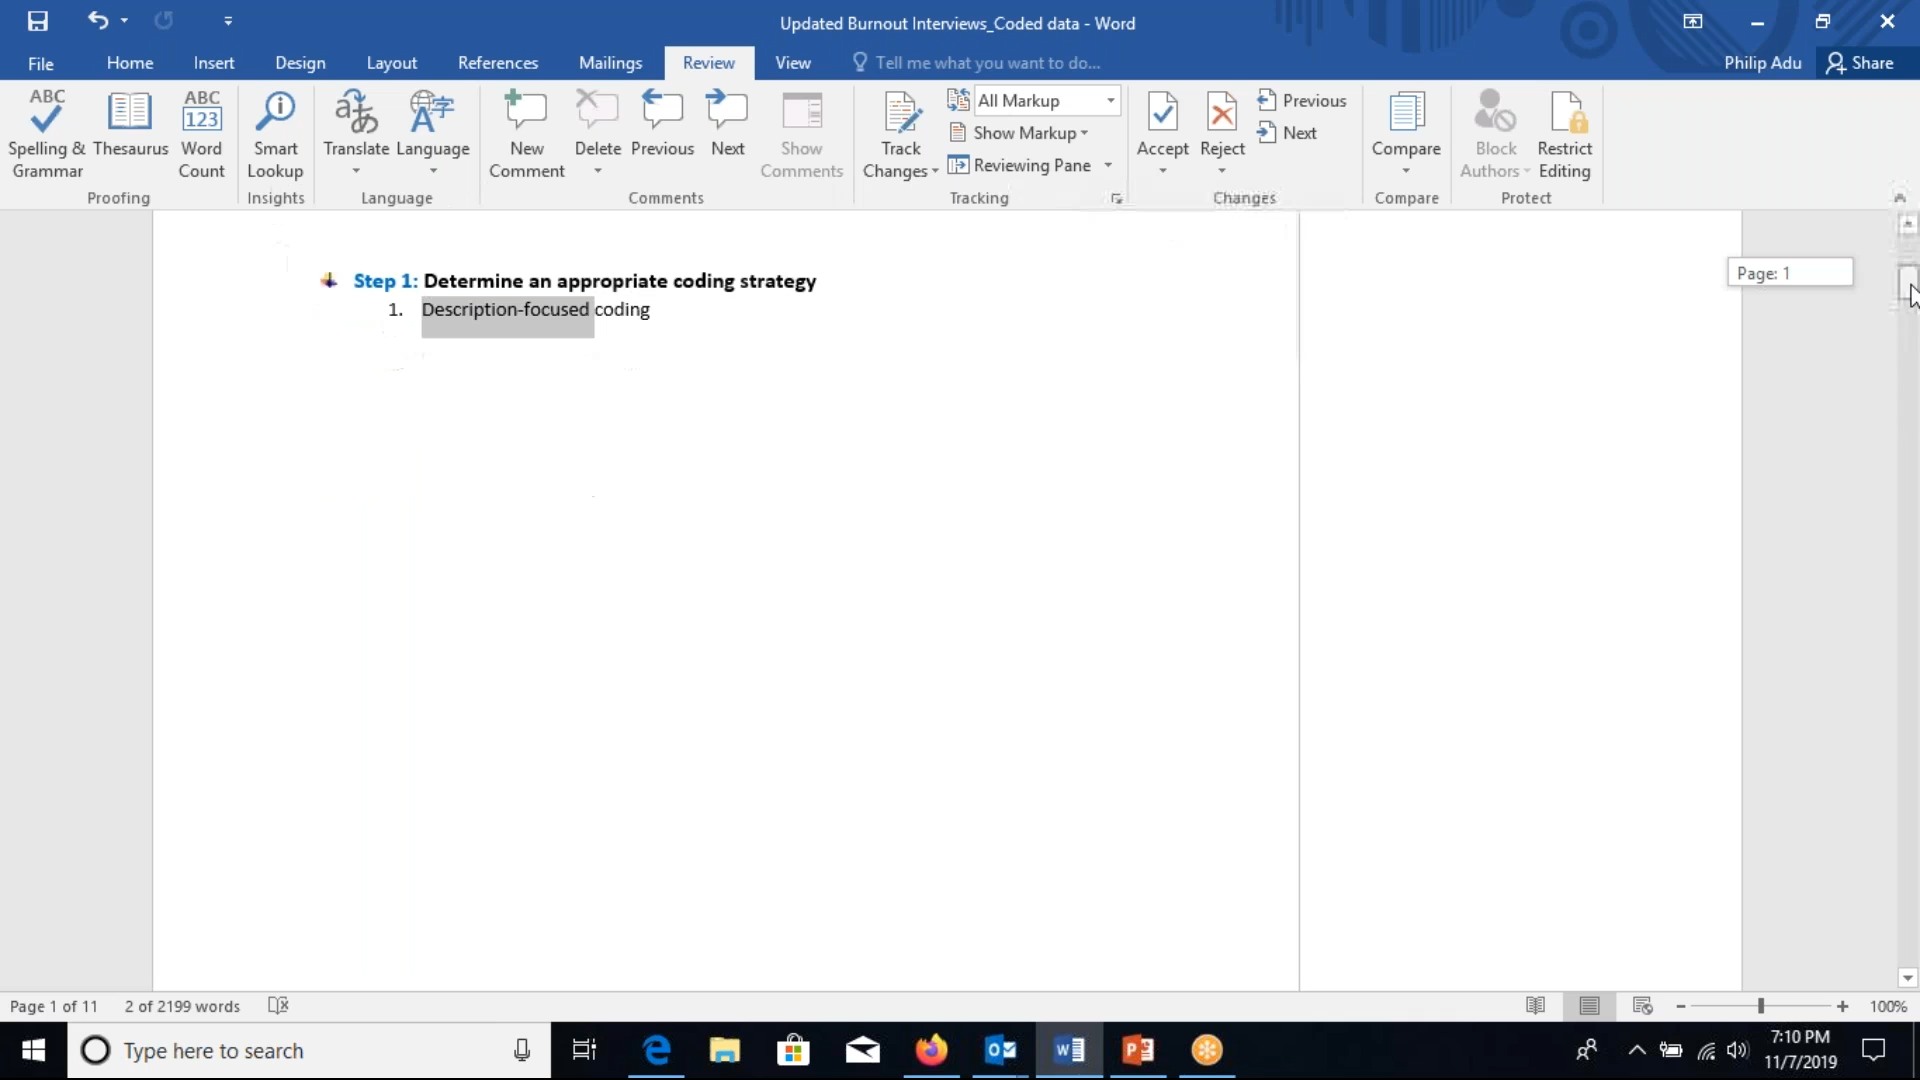 Updated Burnout Interviews_Coded data - Word
File Home Insert Design Layout References Mailings Review View Tell me what you want to do... Philip Adu Share
ABC Spelling & Grammar
Thesaurus
ABC 123 Word Count
Proofing
Smart Lookup
Insights
Translate
Language
Language
New Comment
Delete
Previous
Next
Show Comments
Comments
Track Changes
All Markup
Show Markup
Reviewing Pane
Tracking
Accept
Reject
Previous
Next
Changes
Compare
Compare
Block Authors
Restrict Editing
Protect
Step 1: Determine an appropriate coding strategy
1. Description-focused coding
Page: 1
Page 1 of 11 2 of 2199 words 100%
Type here to search
7:10 PM
11/7/2019